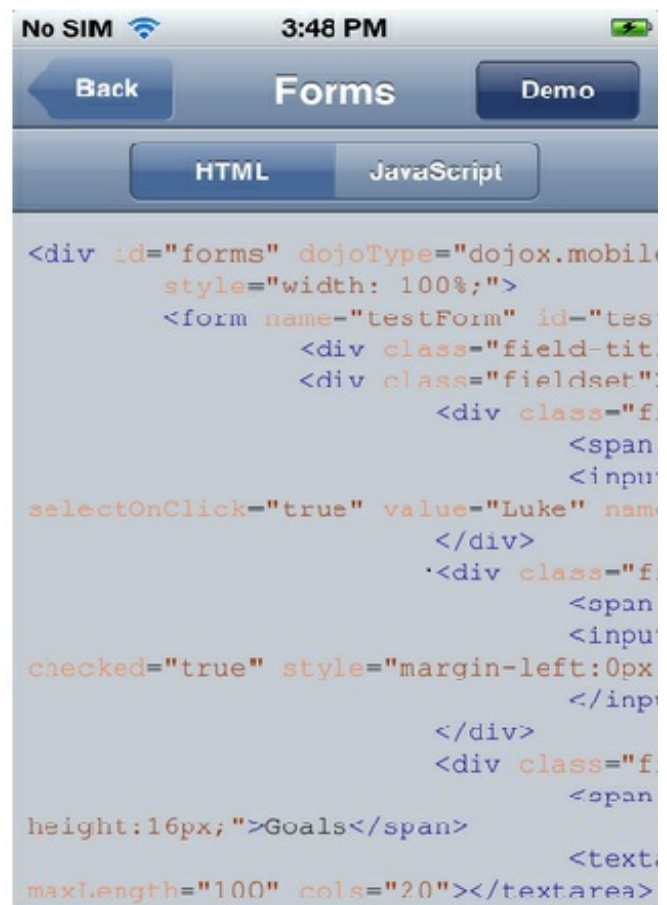 No SIM 3:48 PM
Back Forms Demo
HTML JavaScript
<div id="forms" dojoType="dojox.mobile
style="width: 100%;">
<form name="testForm" id="tes
<div class="field-titl
<div class="fieldset"
<div class="f
<span
<input
selectOnClick="true" value="Luke" name
</div>
<div class="f
<span
<input
checked="true" style="margin-left:0px
</inpu
</div>
<div class="f
<span
height:16px;">Goals</span>
<texta
maxLength="100" cols="20"></textarea>